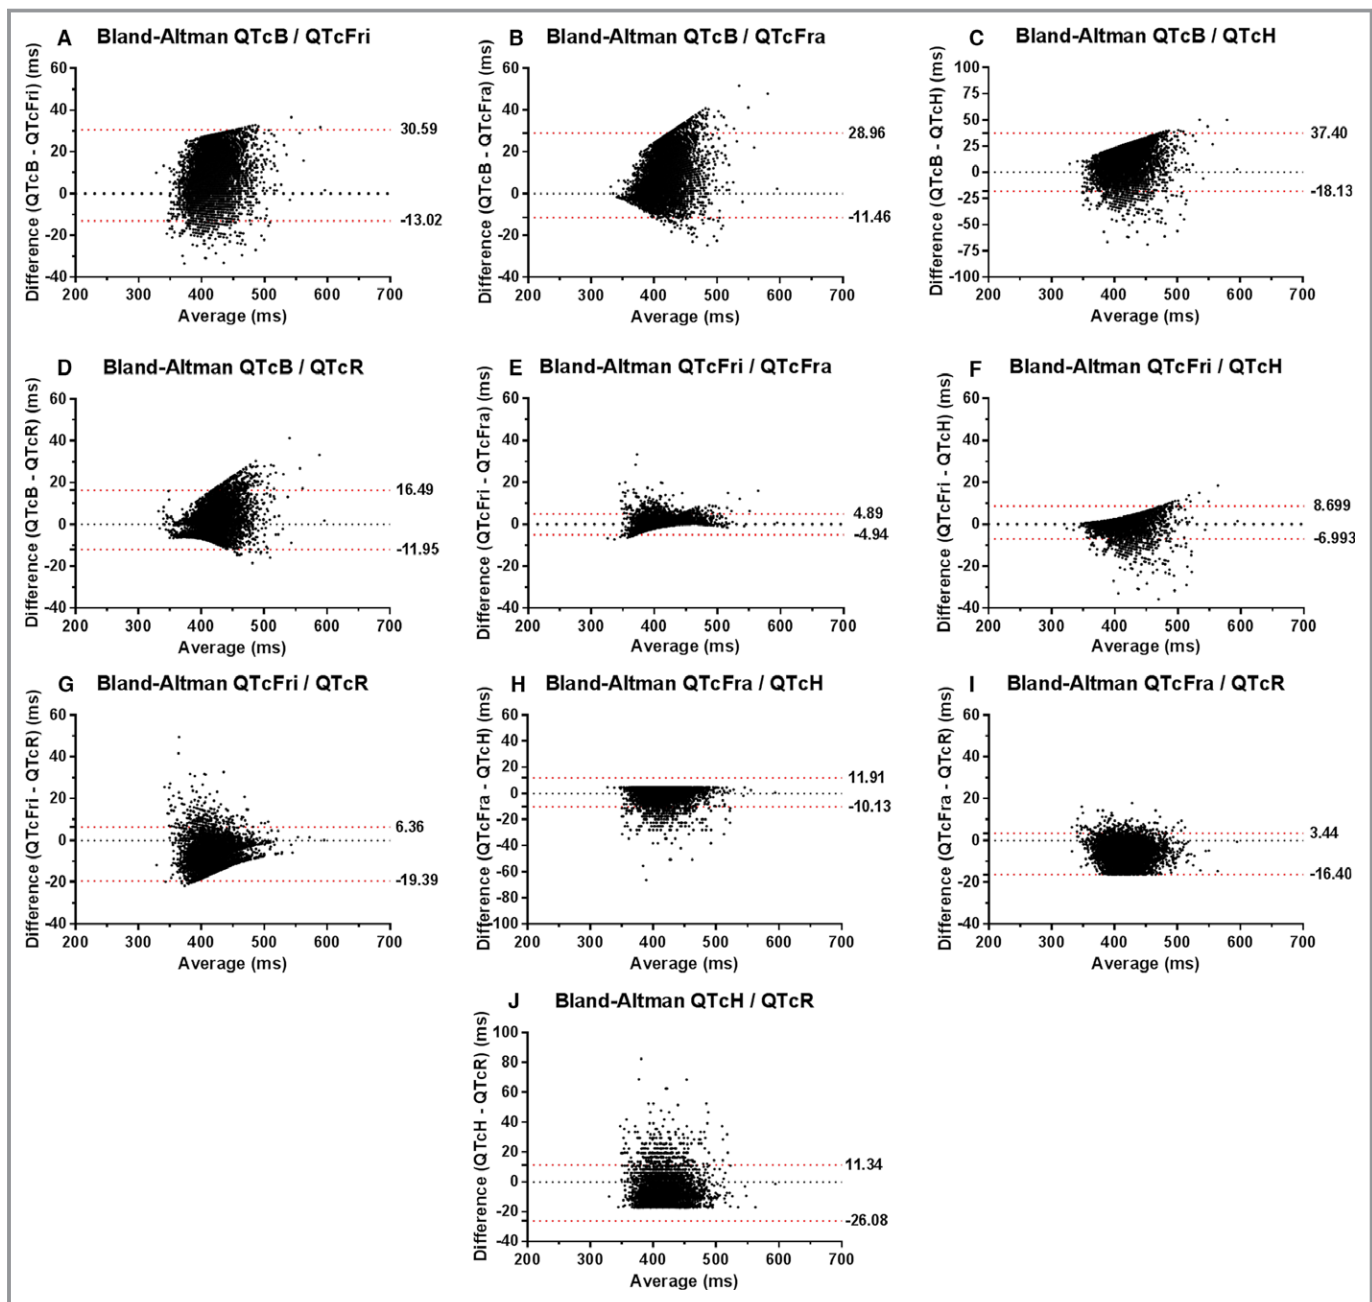 A Bland-Altman QTcB / QTcFri
Difference (QTcB - QTcFri) (ms)
60
40
20
0
-20
-40
30.59
-13.02
200 300 400 500 600 700
Average (ms)
B Bland-Altman QTcB / QTcFra
Difference (QTcB - QTcFra) (ms)
60
40
20
0
-20
-40
28.96
-11.46
200 300 400 500 600 700
Average (ms)
C Bland-Altman QTcB / QTcH
Difference (QTcB - QTcH) (ms)
100
75
50
25
0
-25
-50
-75
-100
37.40
-18.13
200 300 400 500 600 700
Average (ms)
D Bland-Altman QTcB / QTcR
Difference (QTcB - QTcR) (ms)
60
40
20
0
-20
-40
16.49
-11.95
200 300 400 500 600 700
Average (ms)
E Bland-Altman QTcFri / QTcFra
Difference (QTcFri - QTcFra) (ms)
60
40
20
0
-20
-40
4.89
-4.94
200 300 400 500 600 700
Average (ms)
F Bland-Altman QTcFri / QTcH
Difference (QTcFri - QTcH) (ms)
60
40
20
0
-20
-40
8.699
-6.993
200 300 400 500 600 700
Average (ms)
G Bland-Altman QTcFri / QTcR
Difference (QTcFri - QTcR) (ms)
60
40
20
0
-20
-40
6.36
-19.39
200 300 400 500 600 700
Average (ms)
H Bland-Altman QTcFra / QTcH
Difference (QTcFra - QTcH) (ms)
60
40
20
0
-20
-40
-60
-80
-100
11.91
-10.13
200 300 400 500 600 700
Average (ms)
I Bland-Altman QTcFra / QTcR
Difference (QTcFra - QTcR) (ms)
60
40
20
0
-20
-40
3.44
-16.40
200 300 400 500 600 700
Average (ms)
J Bland-Altman QTcH / QTcR
Difference (QTcH - QTcR) (ms)
100
80
60
40
20
0
-20
-40
11.34
-26.08
200 300 400 500 600 700
Average (ms)